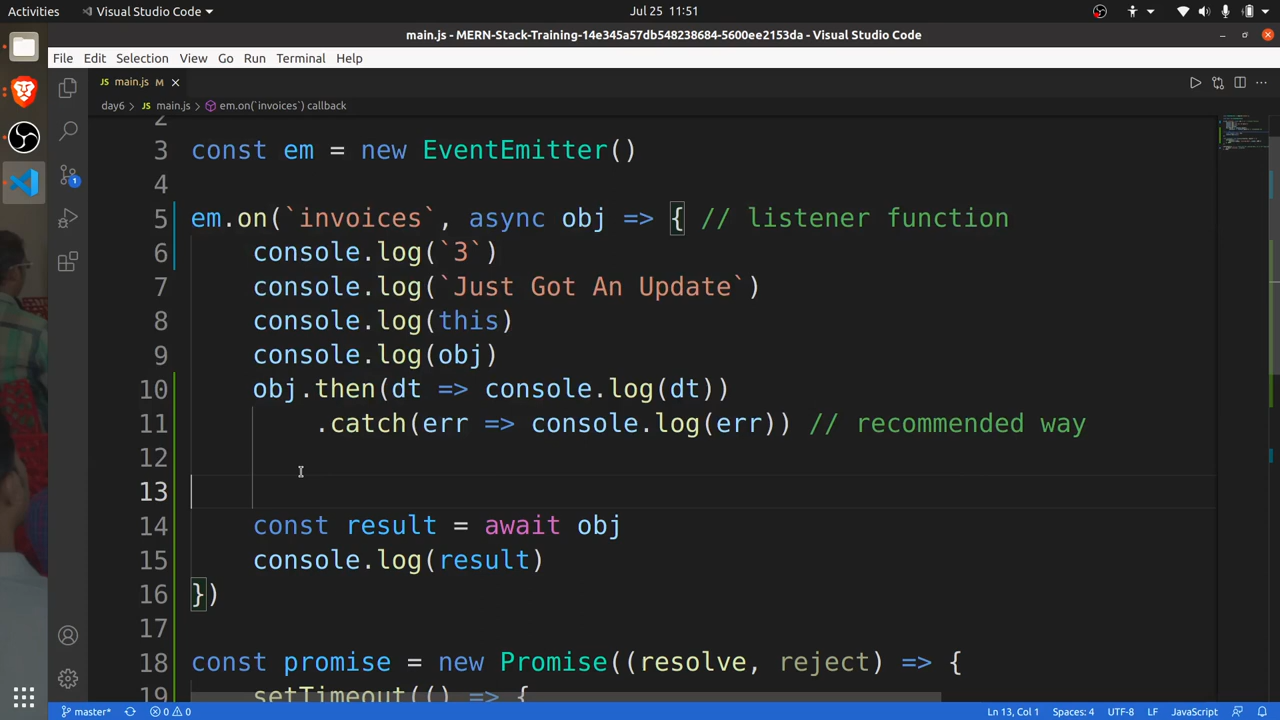 Activities
Visual Studio Code
Jul 25 11:51
main.js - MERN-Stack-Training-14e345a57db548238684-5600ee2153da - Visual Studio Code
File Edit Selection View Go Run Terminal Help
JS main.js M
day6 > JS main.js > em.on(`invoices`) callback
2
3 const em = new EventEmitter()
4
5 em.on(`invoices`, async obj => { // listener function
6 console.log(`3`)
7 console.log(`Just Got An Update`)
8 console.log(this)
9 console.log(obj)
10 obj.then(dt => console.log(dt))
11 .catch(err => console.log(err)) // recommended way
12
13
14 const result = await obj
15 console.log(result)
16 })
17
18 const promise = new Promise((resolve, reject) => {
19 setTimeout(() => {
1
master* 0 0 Ln 13, Col 1 Spaces: 4 UTF-8 LF JavaScript